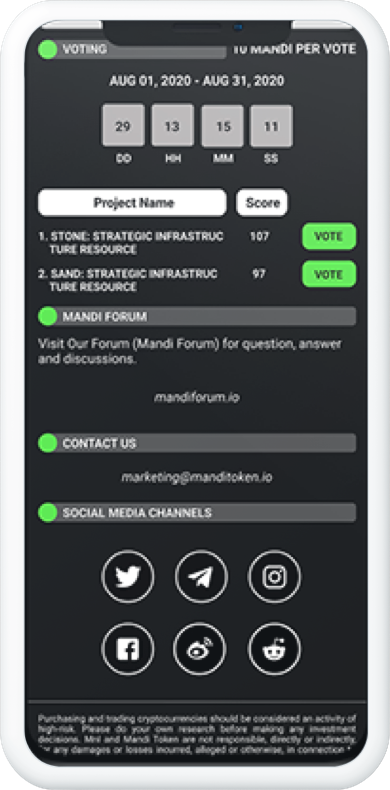 VOTING
10 MANDI PER VOTE
AUG 01, 2020 - AUG 31, 2020
29 13 15 11
DD HH MM SS
Project Name Score
1. STONE: STRATEGIC INFRASTRUC 107 VOTE
TURE RESOURCE
2. SAND: STRATEGIC INFRASTRUC 97 VOTE
TURE RESOURCE
MANDI FORUM
Visit Our Forum (Mandi Forum) for question, answer
and discussions.
mandiforum.io
CONTACT US
marketing@manditoken.io
SOCIAL MEDIA CHANNELS
Purchasing and trading cryptocurrencies should be considered an activity of
high-risk. Please do your own research before making any investment
decisions. Mnl and Mandi Token are not responsible, directly or indirectly,
for any damages or losses incurred, alleged or otherwise, in connection